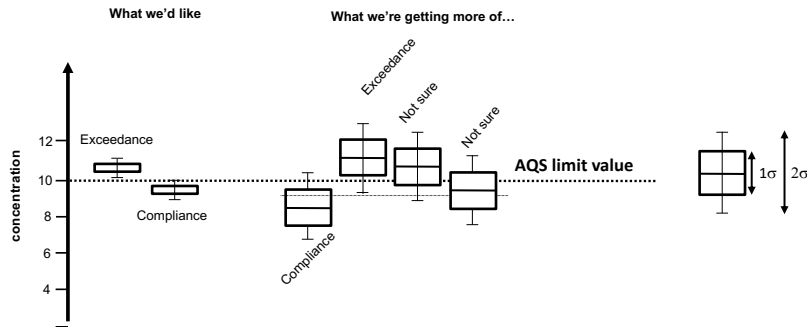 What we'd like
What we're getting more of…
Exceedance
Not sure
Not sure
Exceedance
Compliance
Compliance
AQS limit value
concentration
12
10
8
6
4
1σ
2σ